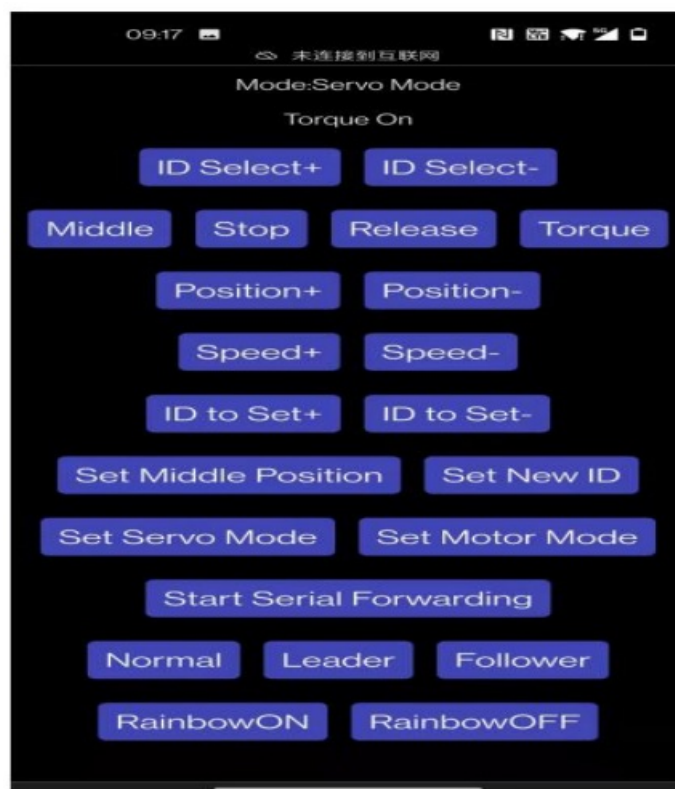 09:17
未连接到互联网
Mode:Servo Mode
Torque On
ID Select+ ID Select-
Middle Stop Release Torque
Position+ Position-
Speed+ Speed-
ID to Set+ ID to Set-
Set Middle Position Set New ID
Set Servo Mode Set Motor Mode
Start Serial Forwarding
Normal Leader Follower
RainbowON RainbowOFF